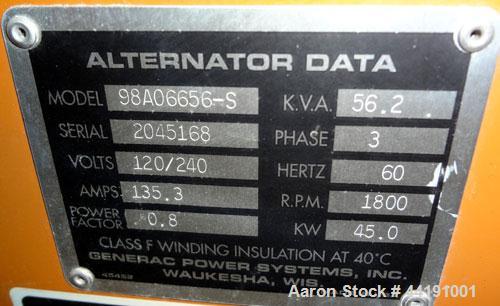 ALTERNATOR DATA
MODEL 98A06656-S K.V.A. 56.2
SERIAL 2045168 PHASE 3
VOLTS 120/240 HERTZ 60
AMPS. 135.3 R.P.M. 1800
POWER FACTOR 0.8 KW 45.0
CLASS F WINDING INSULATION AT 40°C
GENERAC POWER SYSTEMS, INC.
45452 WAUKESHA, WIS.
Aaron Stock # 44191001